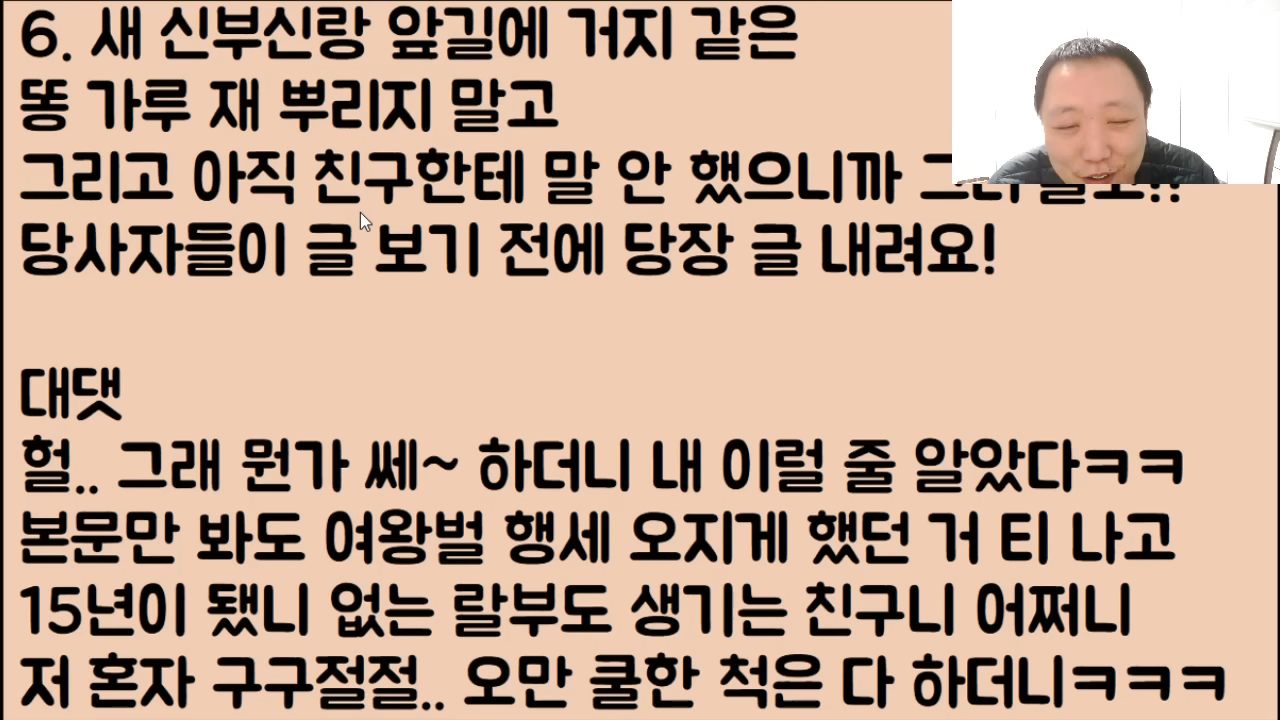 6. 새 신부신랑 앞길에 거지 같은
똥 가루 재 뿌리지 말고
그리고 아직 친구한테 말 안 했으니까
당사자들이 글 보기 전에 당장 글 내려요!
대댓
헐.. 그래 뭔가 쎄~ 하더니 내 이럴 줄 알았다ㅋㅋ
본문만 봐도 여왕벌 행세 오지게 했던 거 티 나고
15년이 됐니 없는 랄부도 생기는 친구니 어쩌니
저 혼자 구구절절.. 오만 쿨한 척은 다 하더니ㅋㅋㅋ